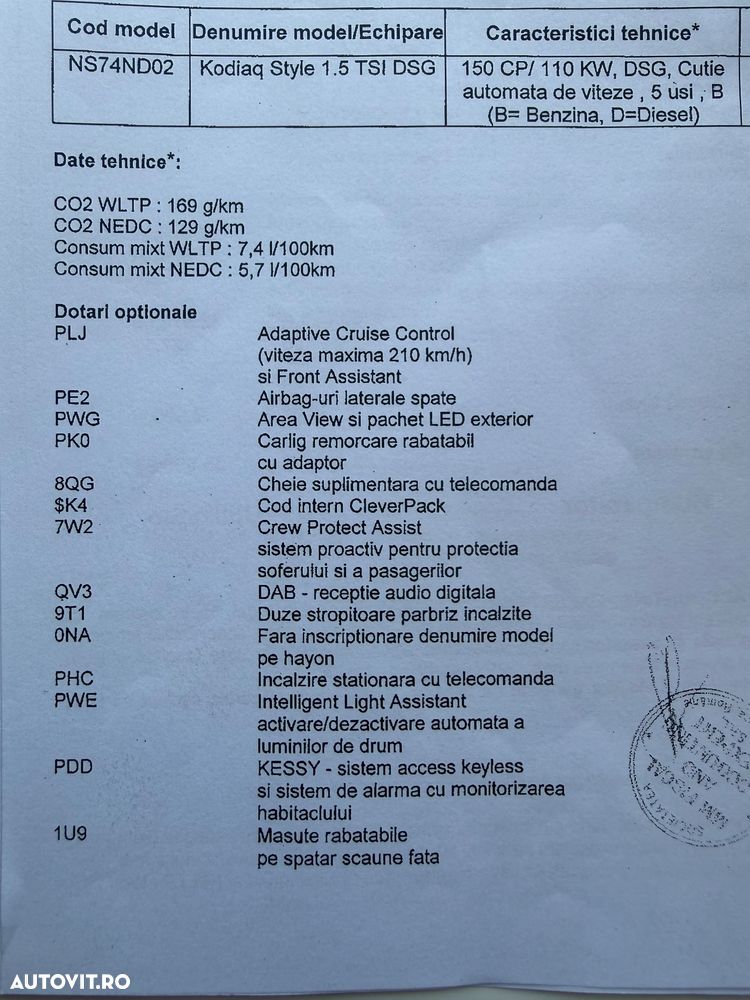 Cod model Denumire model/Echipare Caracteristici tehnice*
NS74ND02 Kodiaq Style 1.5 TSI DSG 150 CP/ 110 KW, DSG, Cutie
automata de viteze , 5 usi , B
(B= Benzina, D=Diesel)
Date tehnice*:
CO2 WLTP : 169 g/km
CO2 NEDC : 129 g/km
Consum mixt WLTP : 7,4 l/100km
Consum mixt NEDC : 5,7 l/100km
Dotari optionale
PLJ Adaptive Cruise Control
(viteza maxima 210 km/h)
si Front Assistant
PE2 Airbag-uri laterale spate
PWG Area View si pachet LED exterior
PK0 Carlig remorcare rabatabil
cu adaptor
8QG Cheie suplimentara cu telecomanda
$K4 Cod intern CleverPack
7W2 Crew Protect Assist
sistem proactiv pentru protectia
soferului si a pasagerilor
QV3 DAB - receptie audio digitala
9T1 Duze stropitoare parbriz incalzite
0NA Fara inscriptionare denumire model
pe hayon
PHC Incalzire stationara cu telecomanda
PWE Intelligent Light Assistant
activare/dezactivare automata a
luminilor de drum
PDD KESSY - sistem access keyless
si sistem de alarma cu monitorizarea
habitaclului
1U9 Masute rabatabile
pe spatar scaune fata
SOCIETATEA
AUTOVIT.RO